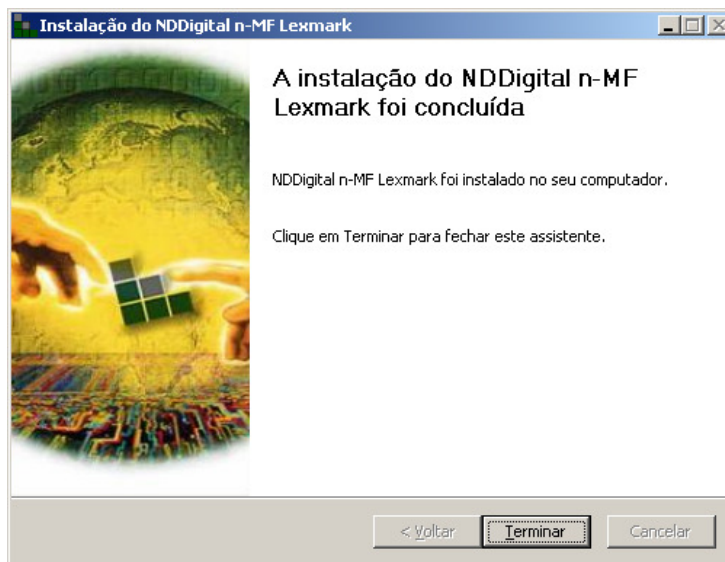 Instalação do NDDigital n-MF Lexmark
A instalação do NDDigital n-MF
Lexmark foi concluída
NDDigital n-MF Lexmark foi instalado no seu computador.
Clique em Terminar para fechar este assistente.
< Voltar
Terminar
Cancelar